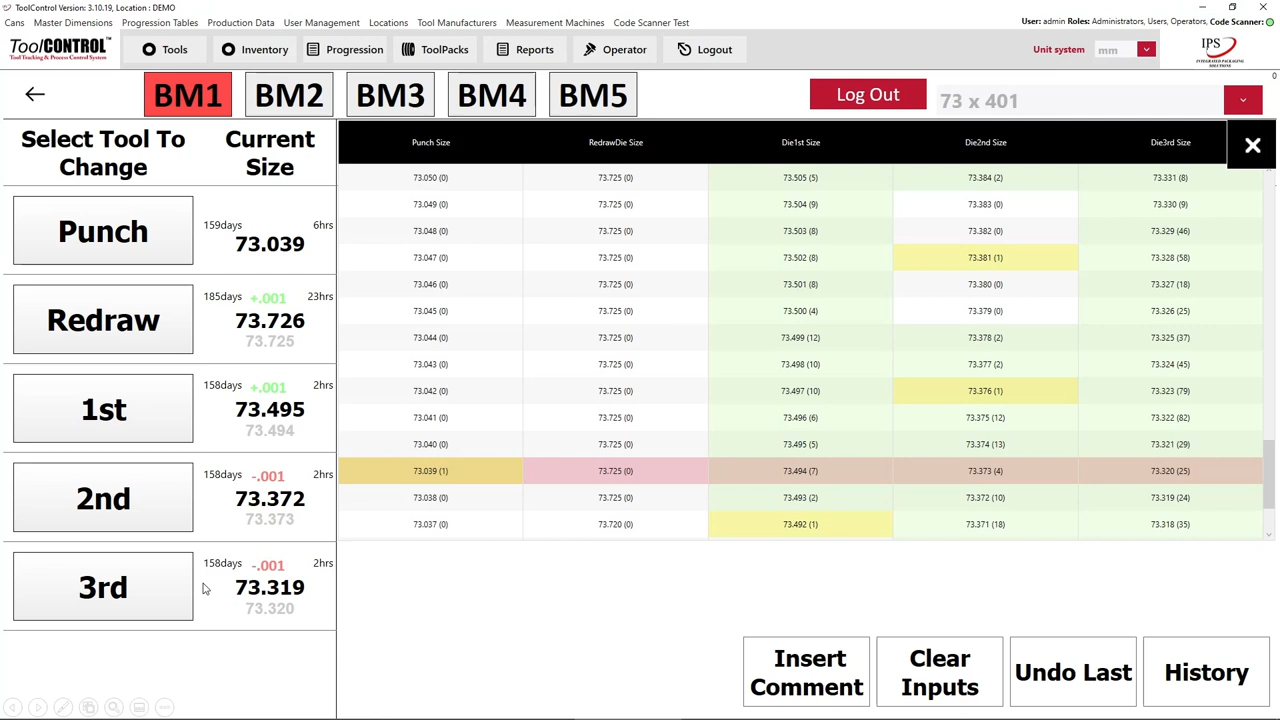 ToolControl Version: 3.10.19, Location : DEMO
Cans Master Dimensions Progression Tables Production Data User Management Locations Tool Manufacturers Measurement Machines Code Scanner Test
User: admin Roles: Administrators, Users, Operators, Code Scanner:
ToolCONTROL™
Tool Tracking & Process Control System
Tools Inventory Progression ToolPacks Reports Operator Logout
Unit system mm
IPS
INTEGRATED PACKAGING
SOLUTIONS
0
BM1 BM2 BM3 BM4 BM5
Log Out
73 x 401
Select Tool To
Change
Current
Size
Punch
159days 6hrs
73.039
Redraw
185days +.001 23hrs
73.726
73.725
1st
158days +.001 2hrs
73.495
73.494
2nd
158days -.001 2hrs
73.372
73.373
3rd
158days -.001 2hrs
73.319
73.320
Punch Size RedrawDie Size Die1st Size Die2nd Size Die3rd Size
73.050 (0) 73.725 (0) 73.505 (5) 73.384 (2) 73.331 (8)
73.049 (0) 73.725 (0) 73.504 (9) 73.383 (0) 73.330 (9)
73.048 (0) 73.725 (0) 73.503 (8) 73.382 (0) 73.329 (46)
73.047 (0) 73.725 (0) 73.502 (8) 73.381 (1) 73.328 (58)
73.046 (0) 73.725 (0) 73.501 (8) 73.380 (0) 73.327 (18)
73.045 (0) 73.725 (0) 73.500 (4) 73.379 (0) 73.326 (25)
73.044 (0) 73.725 (0) 73.499 (12) 73.378 (2) 73.325 (37)
73.043 (0) 73.725 (0) 73.498 (10) 73.377 (2) 73.324 (45)
73.042 (0) 73.725 (0) 73.497 (10) 73.376 (1) 73.323 (79)
73.041 (0) 73.725 (0) 73.496 (6) 73.375 (12) 73.322 (82)
73.040 (0) 73.725 (0) 73.495 (5) 73.374 (13) 73.321 (29)
73.039 (1) 73.725 (0) 73.494 (7) 73.373 (4) 73.320 (25)
73.038 (0) 73.725 (0) 73.493 (2) 73.372 (10) 73.319 (24)
73.037 (0) 73.720 (0) 73.492 (1) 73.371 (18) 73.318 (35)
Insert
Comment
Clear
Inputs
Undo Last
History